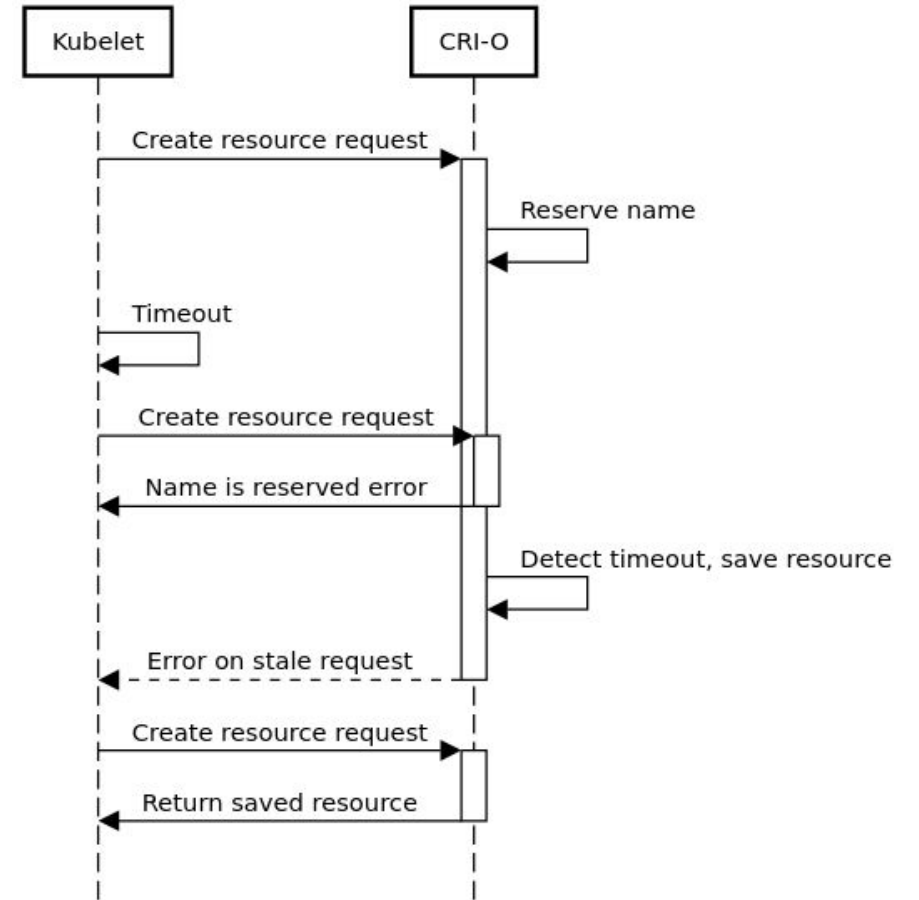 Kubelet
CRI-O
Create resource request
Reserve name
Timeout
Create resource request
Name is reserved error
Detect timeout, save resource
Error on stale request
Create resource request
Return saved resource